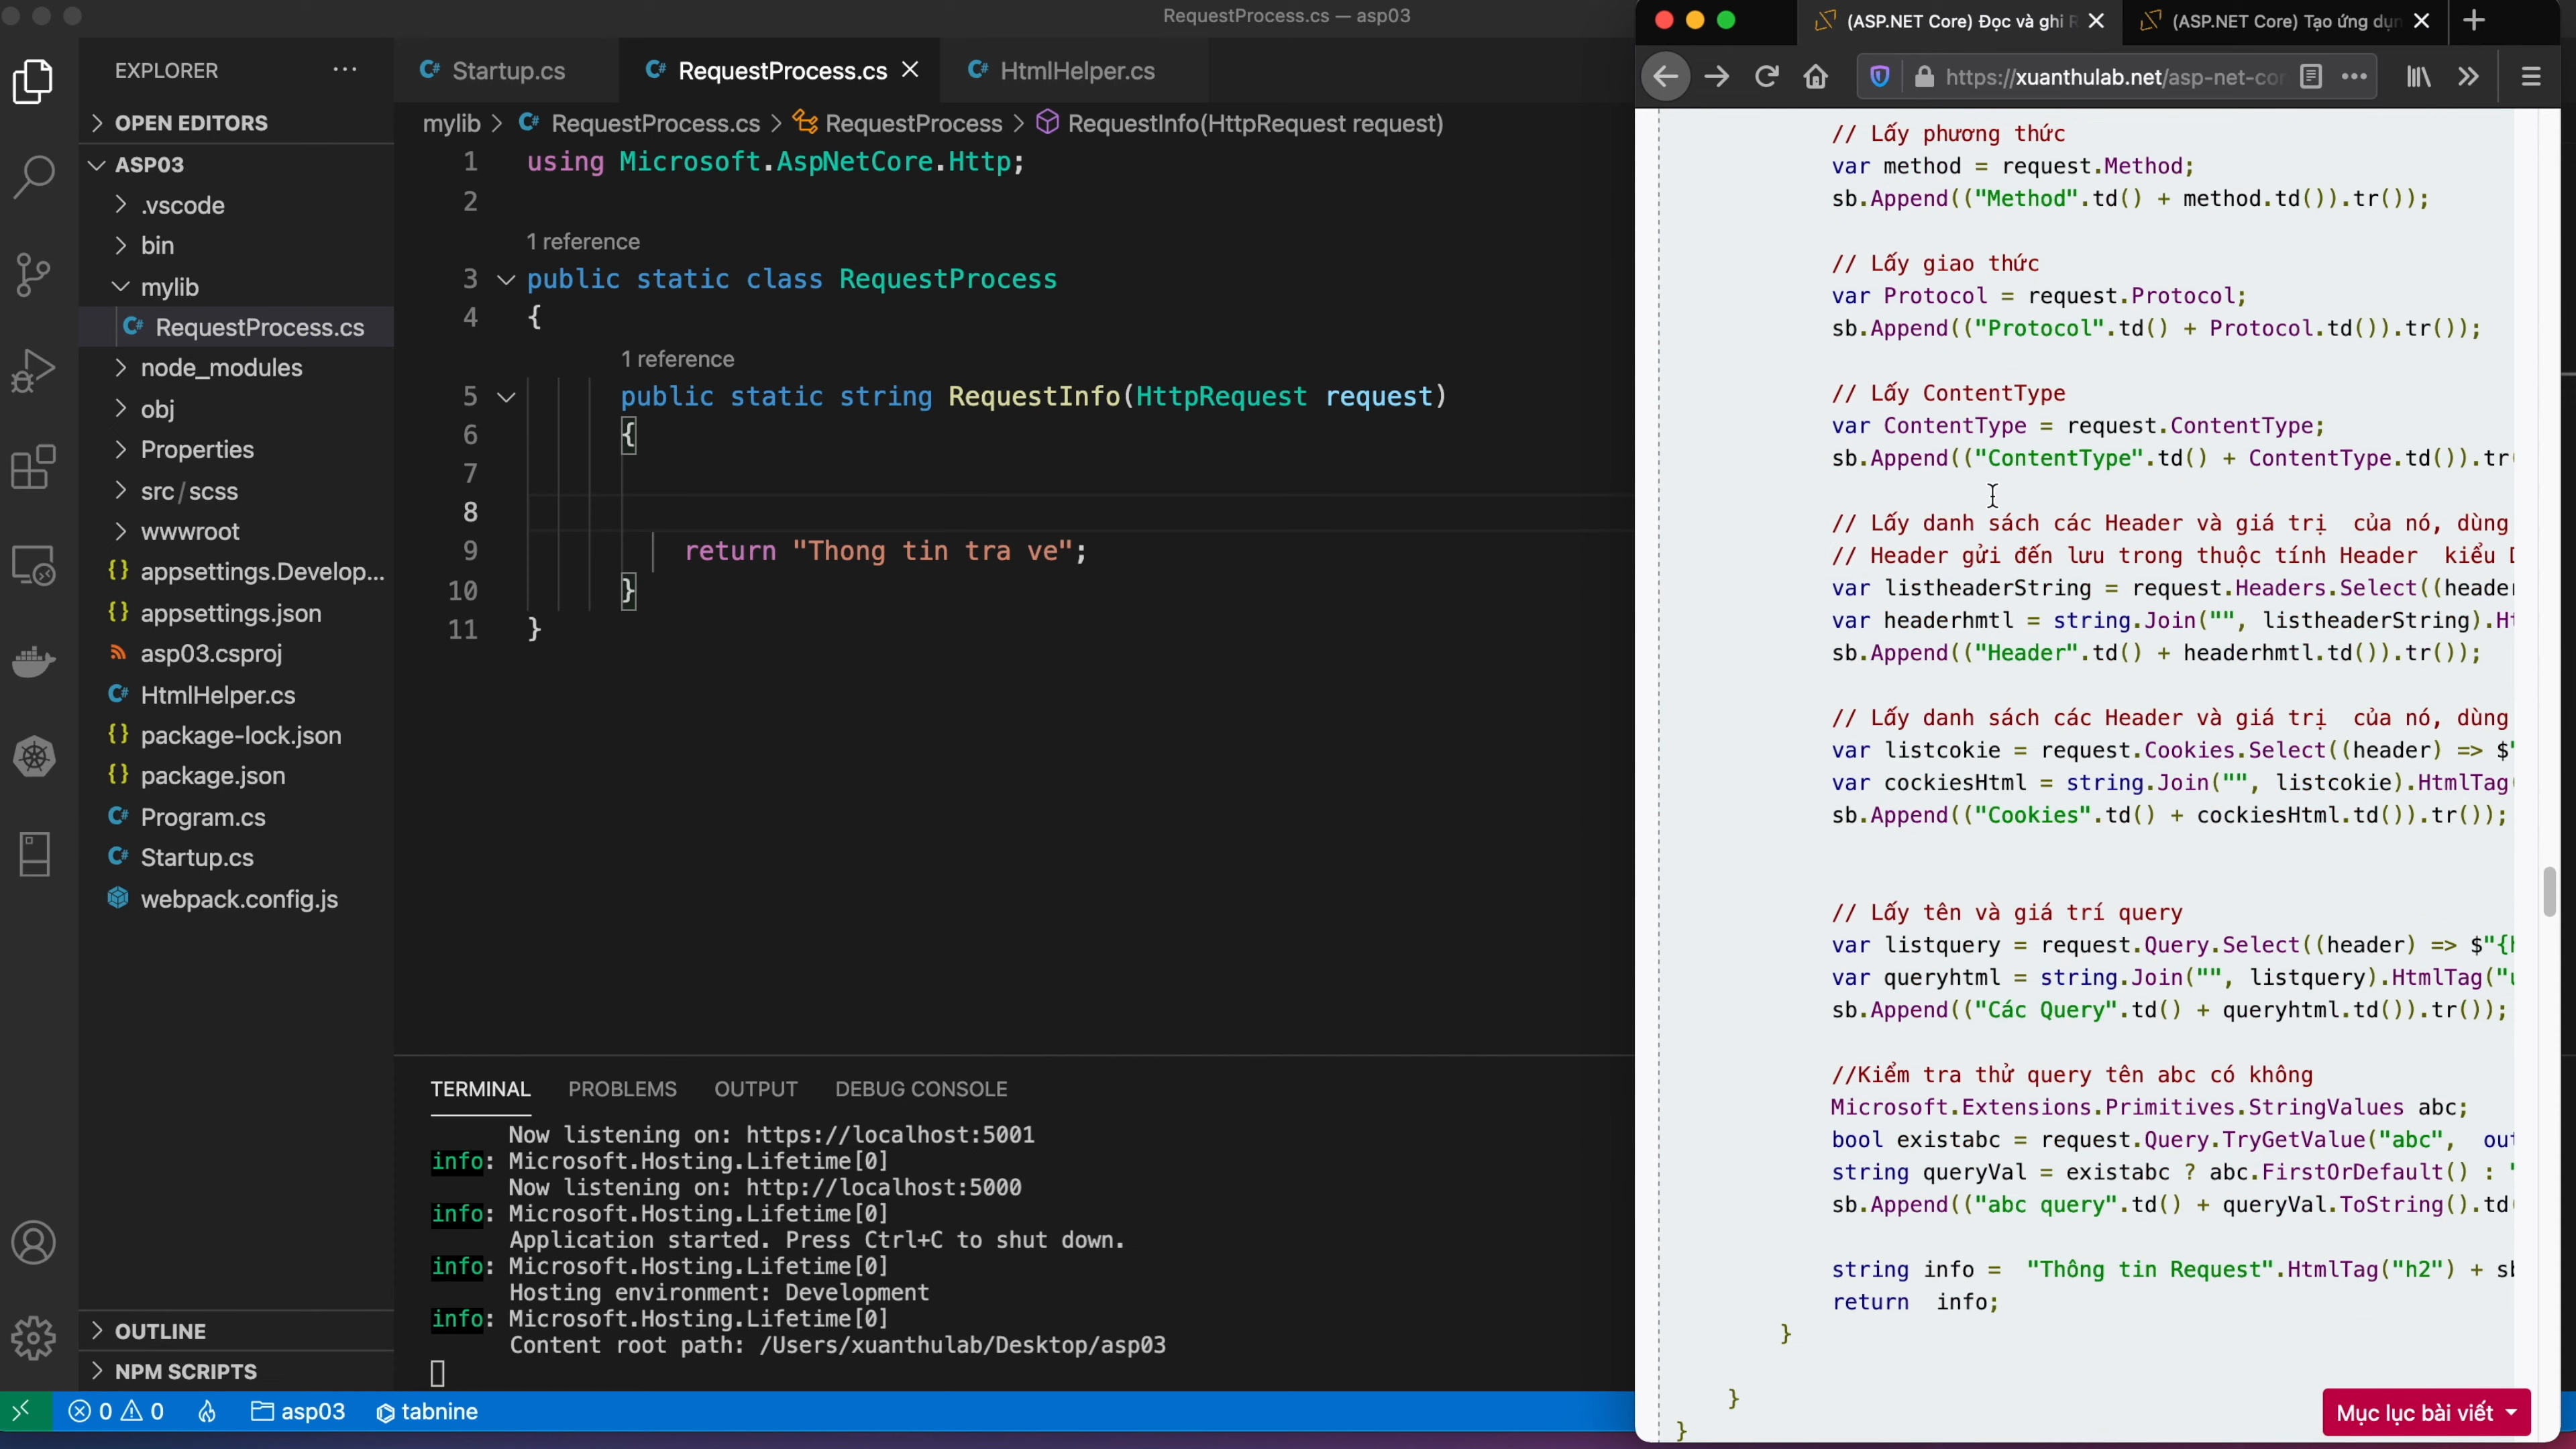 RequestProcess.cs — asp03
EXPLORER
OPEN EDITORS
ASP03
.vscode
bin
mylib
RequestProcess.cs
node_modules
obj
Properties
src/scss
wwwroot
appsettings.Develop...
appsettings.json
asp03.csproj
HtmlHelper.cs
package-lock.json
package.json
Program.cs
Startup.cs
webpack.config.js
OUTLINE
NPM SCRIPTS
Startup.cs
RequestProcess.cs
HtmlHelper.cs
mylib > RequestProcess.cs > RequestProcess > RequestInfo(HttpRequest request)
1 using Microsoft.AspNetCore.Http;
2
1 reference
3 public static class RequestProcess
4 {
1 reference
5 public static string RequestInfo(HttpRequest request)
6 {
7
8
9 return "Thong tin tra ve";
10 }
11 }
TERMINAL PROBLEMS OUTPUT DEBUG CONSOLE
Now listening on: https://localhost:5001
info: Microsoft.Hosting.Lifetime[0]
Now listening on: http://localhost:5000
info: Microsoft.Hosting.Lifetime[0]
Application started. Press Ctrl+C to shut down.
info: Microsoft.Hosting.Lifetime[0]
Hosting environment: Development
info: Microsoft.Hosting.Lifetime[0]
Content root path: /Users/xuanthulab/Desktop/asp03
0 0 asp03 tabnine
(ASP.NET Core) Đọc và ghi R
(ASP.NET Core) Tạo ứng dụn
https://xuanthulab.net/asp-net-cor
// Lấy phương thức
var method = request.Method;
sb.Append(("Method".td() + method.td()).tr());
// Lấy giao thức
var Protocol = request.Protocol;
sb.Append(("Protocol".td() + Protocol.td()).tr());
// Lấy ContentType
var ContentType = request.ContentType;
sb.Append(("ContentType".td() + ContentType.td()).tr(
// Lấy danh sách các Header và giá trị  của nó, dùng
// Header gửi đến lưu trong thuộc tính Header  kiểu D
var listheaderString = request.Headers.Select((header
var headerhmtl = string.Join("", listheaderString).Ht
sb.Append(("Header".td() + headerhmtl.td()).tr());
// Lấy danh sách các Header và giá trị  của nó, dùng
var listcokie = request.Cookies.Select((header) => $"
var cockiesHtml = string.Join("", listcokie).HtmlTag(
sb.Append(("Cookies".td() + cockiesHtml.td()).tr());
// Lấy tên và giá trí query
var listquery = request.Query.Select((header) => $"{h
var queryhtml = string.Join("", listquery).HtmlTag("u
sb.Append(("Các Query".td() + queryhtml.td()).tr());
//Kiểm tra thử query tên abc có không
Microsoft.Extensions.Primitives.StringValues abc;
bool existabc = request.Query.TryGetValue("abc",  out
string queryVal = existabc ? abc.FirstOrDefault() : "
sb.Append(("abc query".td() + queryVal.ToString().td(
string info =  "Thông tin Request".HtmlTag("h2") + sb
return  info;
}
}
}
Mục lục bài viết